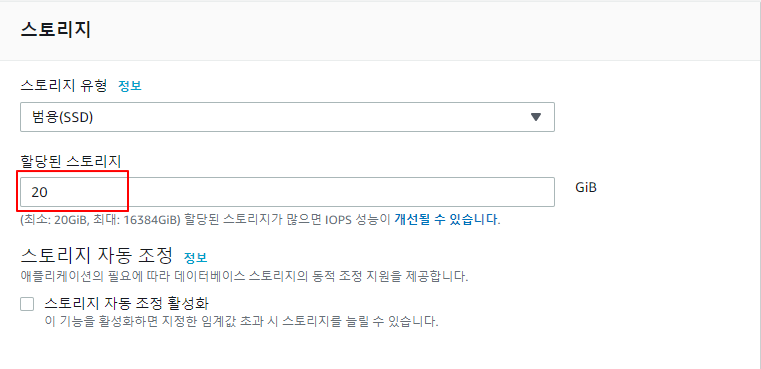 스토리지
스토리지 유형 정보
범용(SSD)
할당된 스토리지
20 GiB
(최소: 20GiB, 최대: 16384GiB) 할당된 스토리지가 많으면 IOPS 성능이 개선될 수 있습니다.
스토리지 자동 조정 정보
애플리케이션의 필요에 따라 데이터베이스 스토리지의 동적 조정 지원을 제공합니다.
스토리지 자동 조정 활성화
이 기능을 활성화하면 지정한 임계값 초과 시 스토리지를 늘릴 수 있습니다.